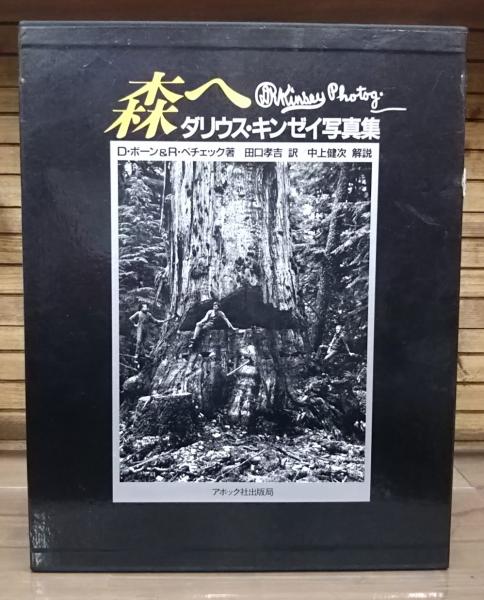 森へ
DRKinsey Photog.
ダリウス・キンゼイ写真集
D・ボーン&R・ペチェック著 田口孝吉 訳 中上健次 解説
アボック社出版局